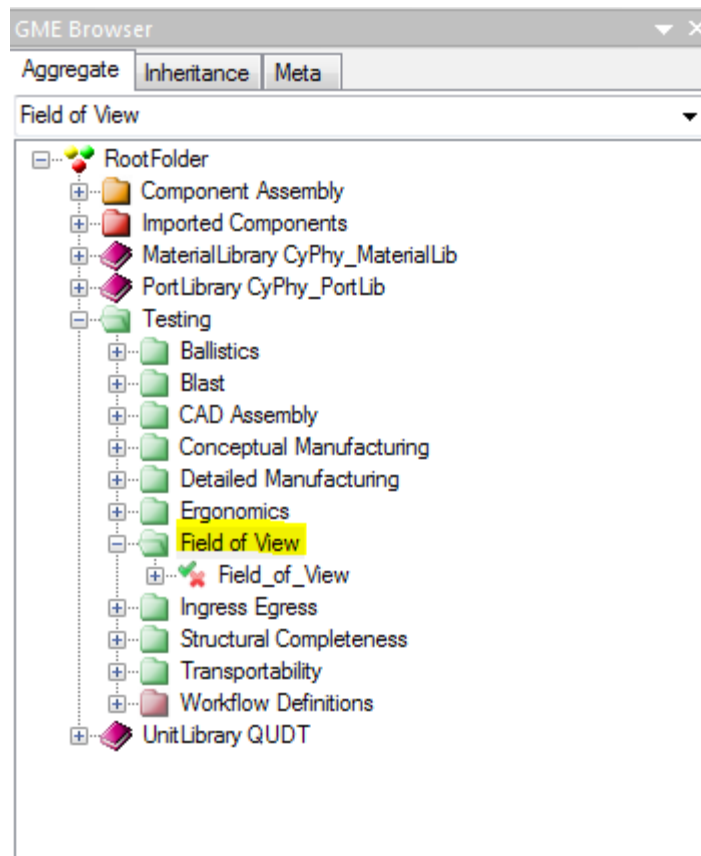 GME Browser
Aggregate Inheritance Meta
Field of View
RootFolder
Component Assembly
Imported Components
MaterialLibrary CyPhy_MaterialLib
PortLibrary CyPhy_PortLib
Testing
Ballistics
Blast
CAD Assembly
Conceptual Manufacturing
Detailed Manufacturing
Ergonomics
Field of View
Field_of_View
Ingress Egress
Structural Completeness
Transportability
Workflow Definitions
UnitLibrary QUDT